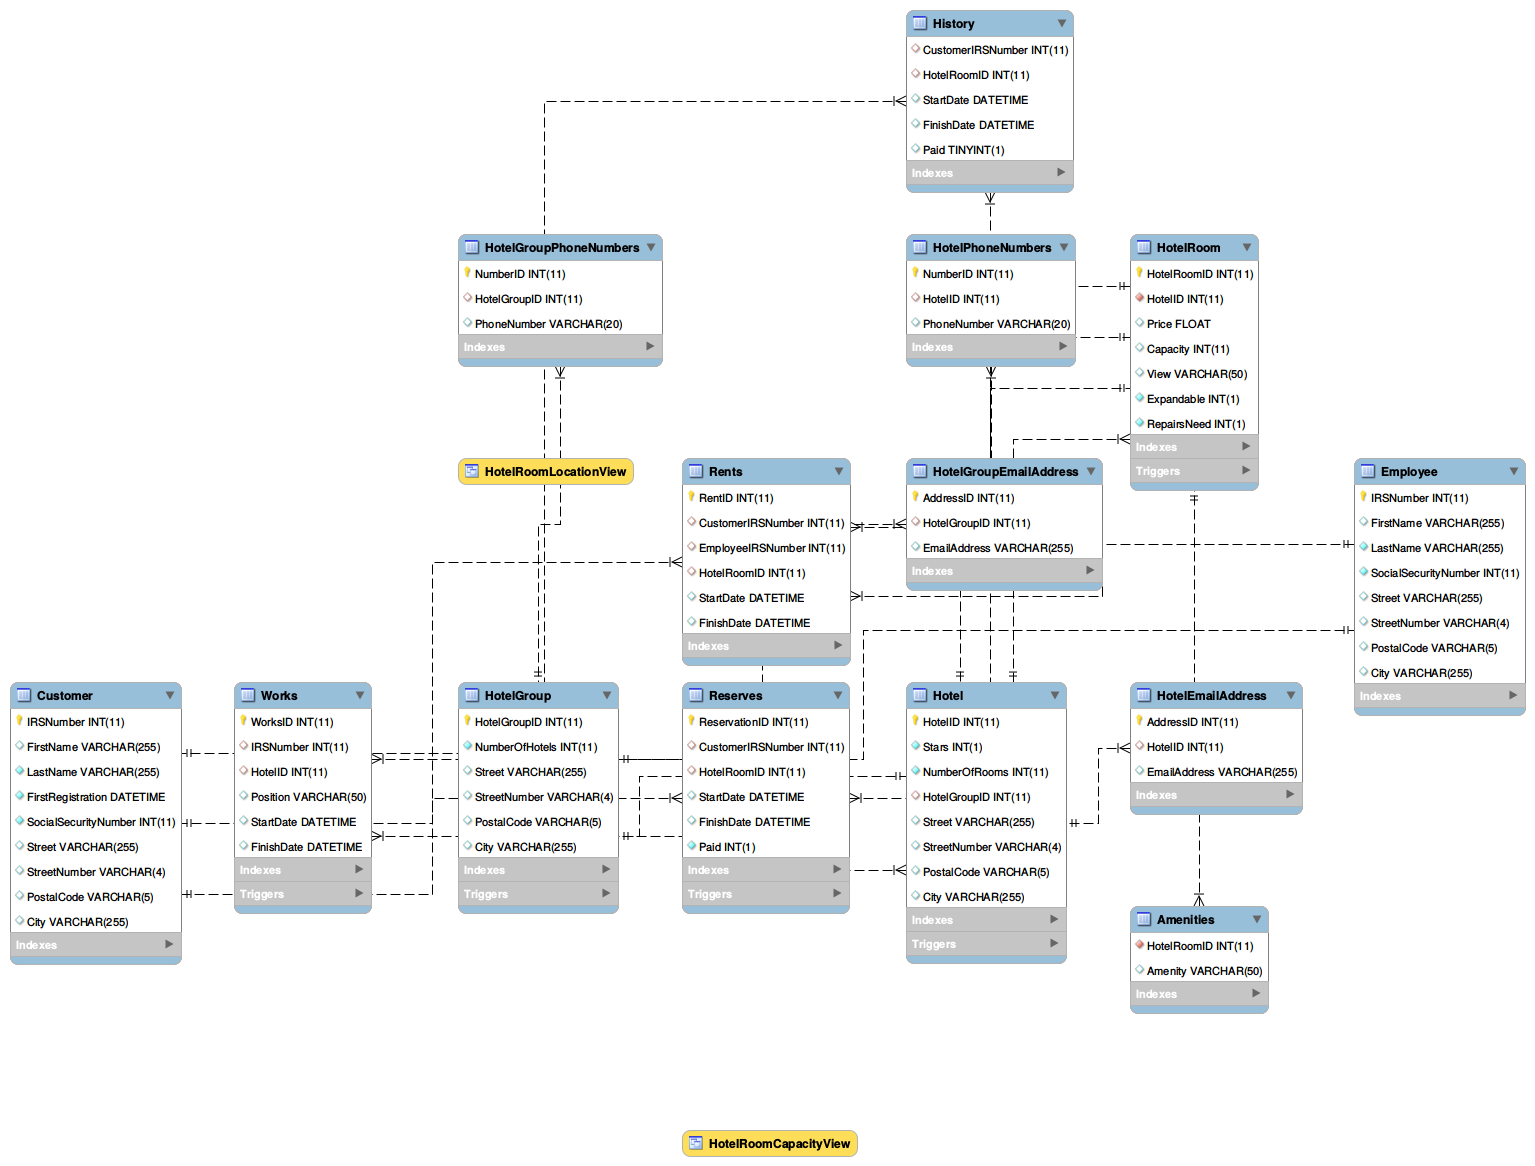 History
CustomerIRSNumber INT(11)
HotelRoomID INT(11)
StartDate DATETIME
FinishDate DATETIME
Paid TINYINT(1)
Indexes
HotelGroupPhoneNumbers
NumberID INT(11)
HotelGroupID INT(11)
PhoneNumber VARCHAR(20)
Indexes
HotelPhoneNumbers
NumberID INT(11)
HotelID INT(11)
PhoneNumber VARCHAR(20)
Indexes
HotelRoom
HotelRoomID INT(11)
HotelID INT(11)
Price FLOAT
Capacity INT(11)
View VARCHAR(50)
Expandable INT(1)
RepairsNeed INT(1)
Indexes
Triggers
HotelRoomLocationView
Rents
RentID INT(11)
CustomerIRSNumber INT(11)
EmployeeIRSNumber INT(11)
HotelRoomID INT(11)
StartDate DATETIME
FinishDate DATETIME
Indexes
HotelGroupEmailAddress
AddressID INT(11)
HotelGroupID INT(11)
EmailAddress VARCHAR(255)
Indexes
Employee
IRSNumber INT(11)
FirstName VARCHAR(255)
LastName VARCHAR(255)
SocialSecurityNumber INT(11)
Street VARCHAR(255)
StreetNumber VARCHAR(4)
PostalCode VARCHAR(5)
City VARCHAR(255)
Indexes
Customer
IRSNumber INT(11)
FirstName VARCHAR(255)
LastName VARCHAR(255)
FirstRegistration DATETIME
SocialSecurityNumber INT(11)
Street VARCHAR(255)
StreetNumber VARCHAR(4)
PostalCode VARCHAR(5)
City VARCHAR(255)
Indexes
Works
WorksID INT(11)
IRSNumber INT(11)
HotelID INT(11)
Position VARCHAR(50)
StartDate DATETIME
FinishDate DATETIME
Indexes
Triggers
HotelGroup
HotelGroupID INT(11)
NumberOfHotels INT(11)
Street VARCHAR(255)
StreetNumber VARCHAR(4)
PostalCode VARCHAR(5)
City VARCHAR(255)
Indexes
Triggers
Reserves
ReservationID INT(11)
CustomerIRSNumber INT(11)
HotelRoomID INT(11)
StartDate DATETIME
FinishDate DATETIME
Paid INT(1)
Indexes
Triggers
Hotel
HotelID INT(11)
Stars INT(1)
NumberOfRooms INT(11)
HotelGroupID INT(11)
Street VARCHAR(255)
StreetNumber VARCHAR(4)
PostalCode VARCHAR(5)
City VARCHAR(255)
Indexes
Triggers
HotelEmailAddress
AddressID INT(11)
HotelID INT(11)
EmailAddress VARCHAR(255)
Indexes
Amenities
HotelRoomID INT(11)
Amenity VARCHAR(50)
Indexes
HotelRoomCapacityView